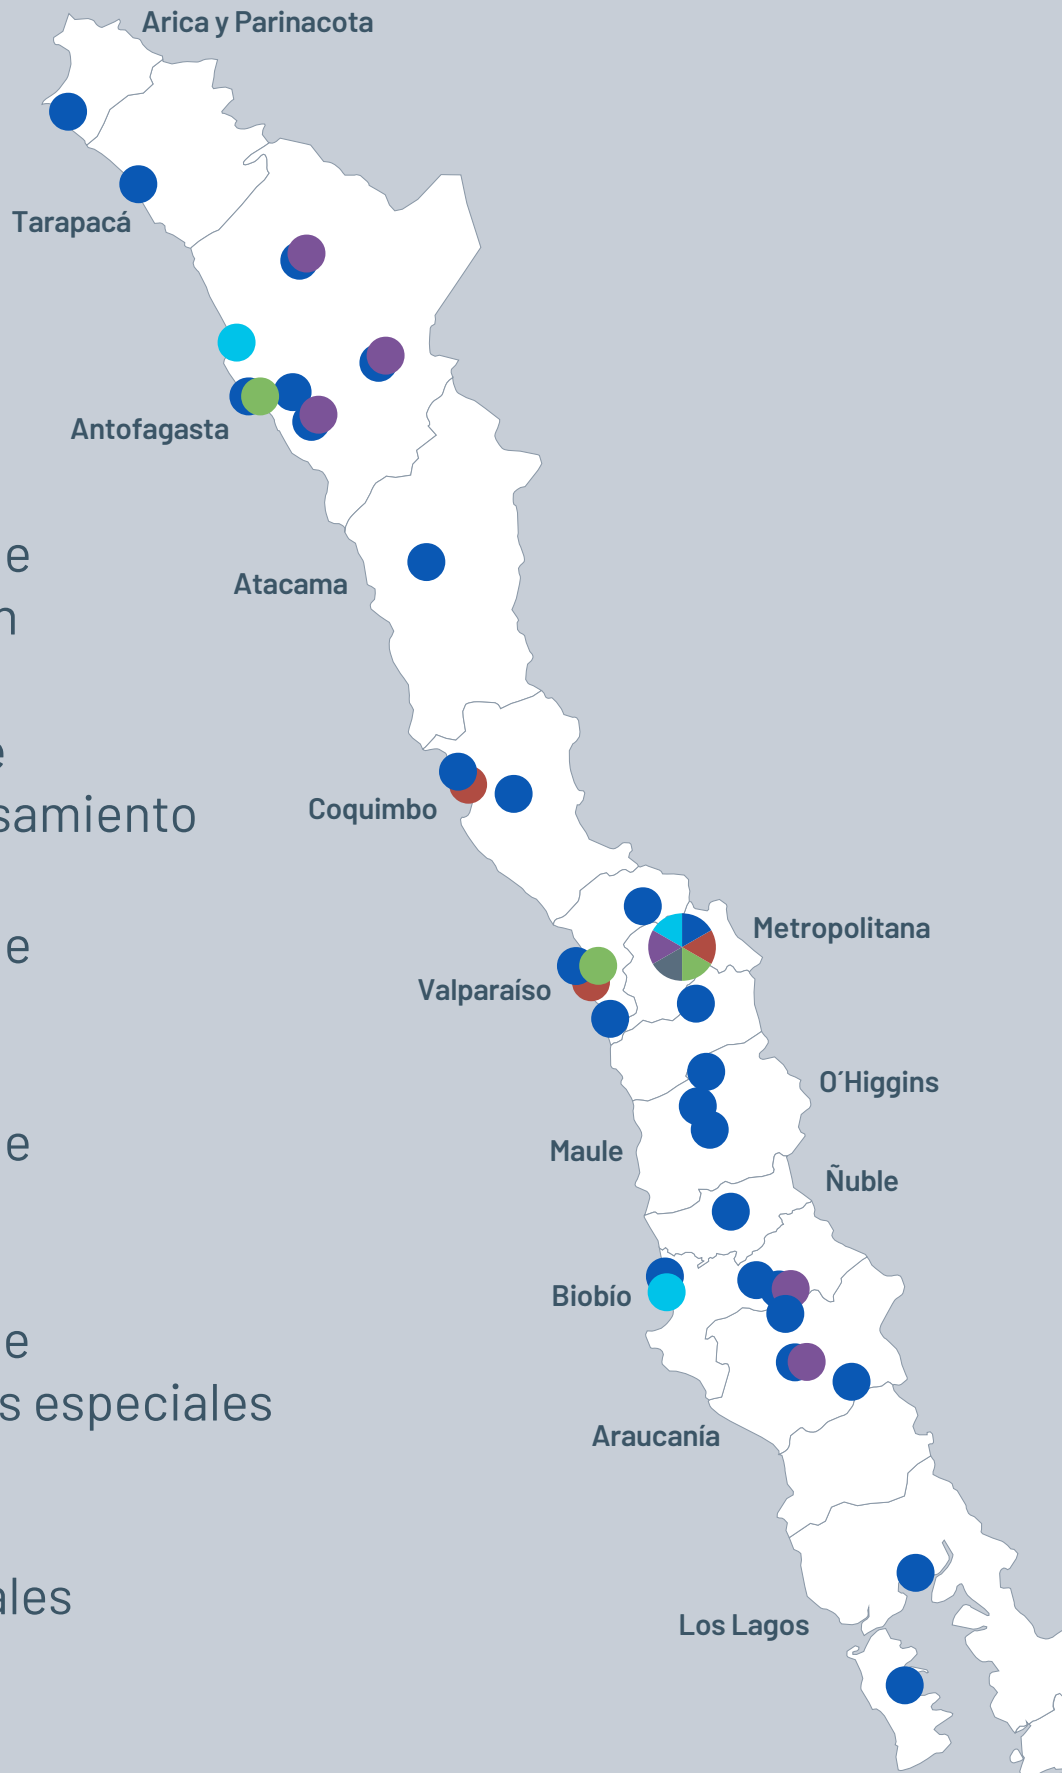 Arica y Parinacota
Tarapacá
Antofagasta
e
n
Atacama
e
samiento
Coquimbo
e
Metropolitana
Valparaíso
O´Higgins
e
Maule
Ñuble
Biobío
e
s especiales
Araucanía
ales
Los Lagos